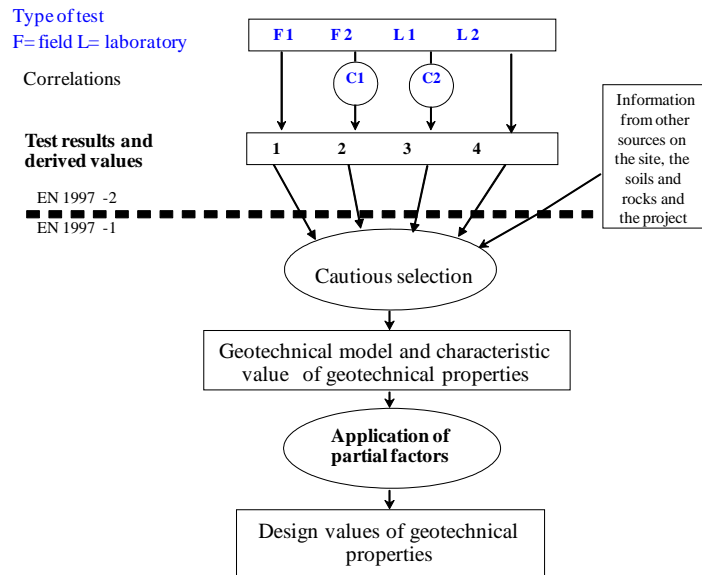 Type of test
F= field L= laboratory
F 1 F 2 L 1 L 2
Correlations
C1 C2
Information
from other
sources on
the site, the
soils and
rocks and
the project
Test results and
derived values
1 2 3 4
EN 1997 -2
EN 1997 -1
Cautious selection
Geotechnical model and characteristic
value of geotechnical properties
Application of
partial factors
Design values of geotechnical
properties